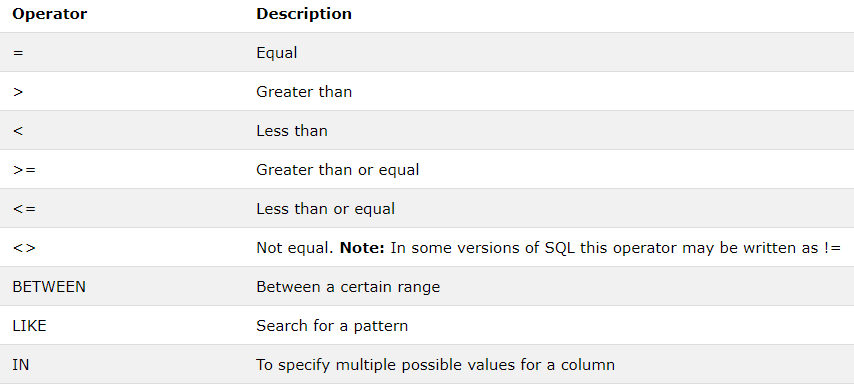 Operator Description
= Equal
> Greater than
< Less than
>= Greater than or equal
<= Less than or equal
<> Not equal. Note: In some versions of SQL this operator may be written as !=
BETWEEN Between a certain range
LIKE Search for a pattern
IN To specify multiple possible values for a column